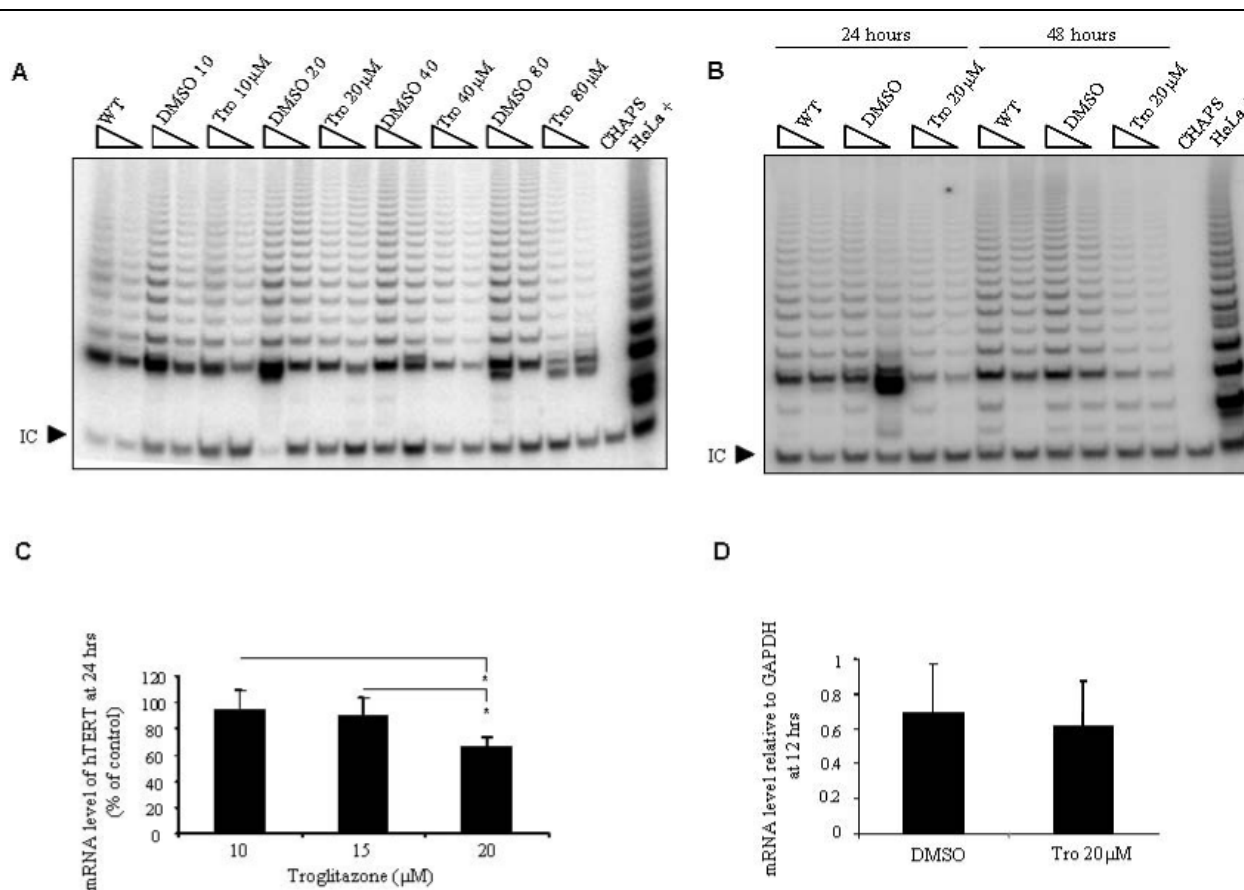 A
WT
DMSO 10
Tro 10µM
DMSO 20
Tro 20µM
DMSO 40
Tro 40µM
DMSO 80
Tro 80µM
CHAPS
HeLa +
IC
B
24 hours
48 hours
WT
DMSO
Tro 20µM
WT
DMSO
Tro 20µM
CHAPS
HeLa +
IC
C
mRNA level of hTERT at 24 hrs
(% of control)
120
100
80
60
40
20
0
*
*
10
15
20
Troglitazone (µM)
D
mRNA level relative to GAPDH
at 12 hrs
1
0.8
0.6
0.4
0.2
0
DMSO
Tro 20µM